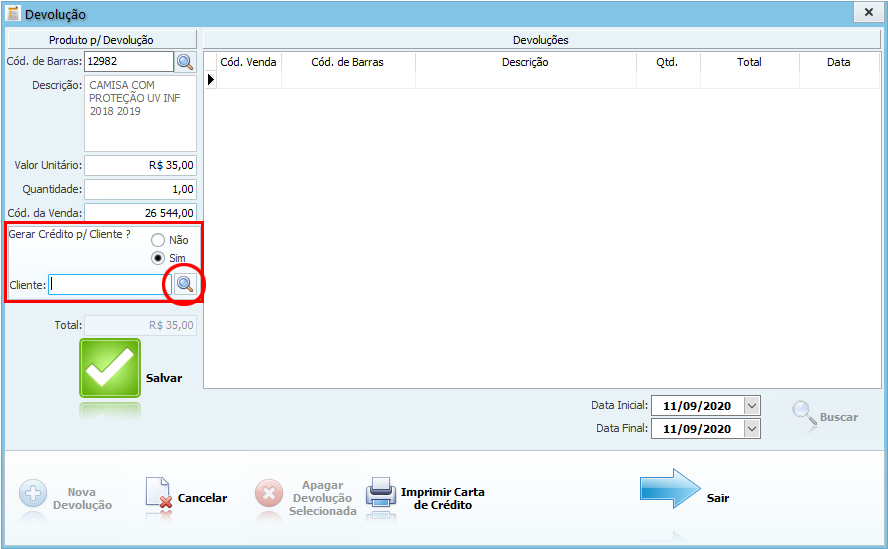 Devolução
Produto p/ Devolução
Cód. de Barras: 12982
Descrição: CAMISA COM
PROTEÇÃO UV INF
2018 2019
Valor Unitário: R$ 35,00
Quantidade: 1,00
Cód. da Venda: 26 544,00
Gerar Crédito p/ Cliente ?
Não
Sim
Cliente:
Total: R$ 35,00
Salvar
Devoluções
Cód. Venda Cód. de Barras Descrição Qtd. Total Data
Data Inicial: 11/09/2020
Data Final: 11/09/2020
Buscar
Nova
Devolução
Cancelar
Apagar
Devolução
Selecionada
Imprimir Carta
de Crédito
Sair